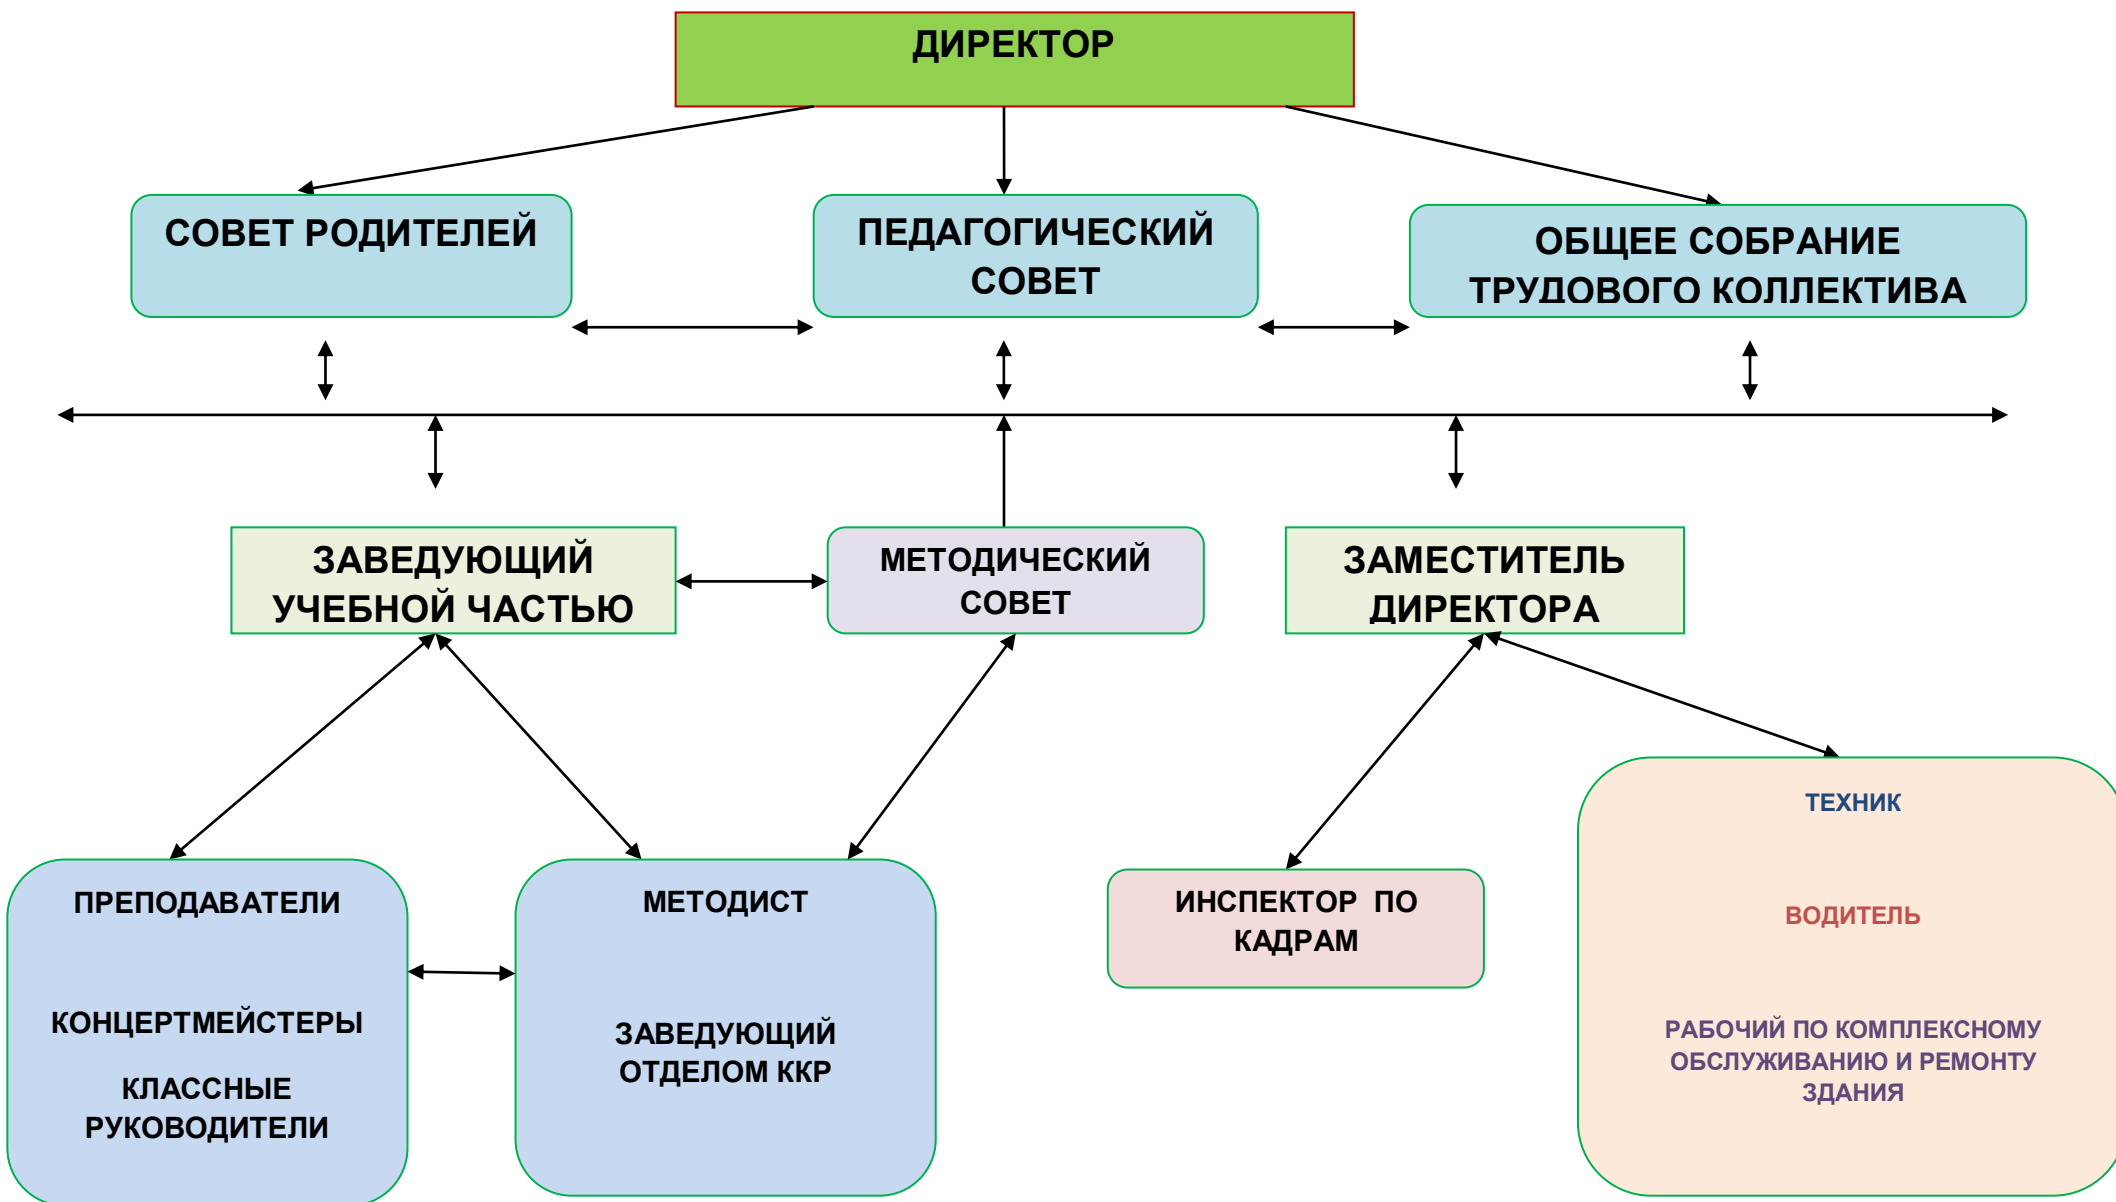 ДИРЕКТОР
СОВЕТ РОДИТЕЛЕЙ
ПЕДАГОГИЧЕСКИЙ
СОВЕТ
ОБЩЕЕ СОБРАНИЕ
ТРУДОВОГО КОЛЛЕКТИВА
ЗАВЕДУЮЩИЙ
УЧЕБНОЙ ЧАСТЬЮ
МЕТОДИЧЕСКИЙ
СОВЕТ
ЗАМЕСТИТЕЛЬ
ДИРЕКТОРА
ПРЕПОДАВАТЕЛИ
КОНЦЕРТМЕЙСТЕРЫ
КЛАССНЫЕ
РУКОВОДИТЕЛИ
МЕТОДИСТ
ЗАВЕДУЮЩИЙ
ОТДЕЛОМ ККР
ИНСПЕКТОР ПО
КАДРАМ
ТЕХНИК
ВОДИТЕЛЬ
РАБОЧИЙ ПО КОМПЛЕКСНОМУ
ОБСЛУЖИВАНИЮ И РЕМОНТУ
ЗДАНИЯ